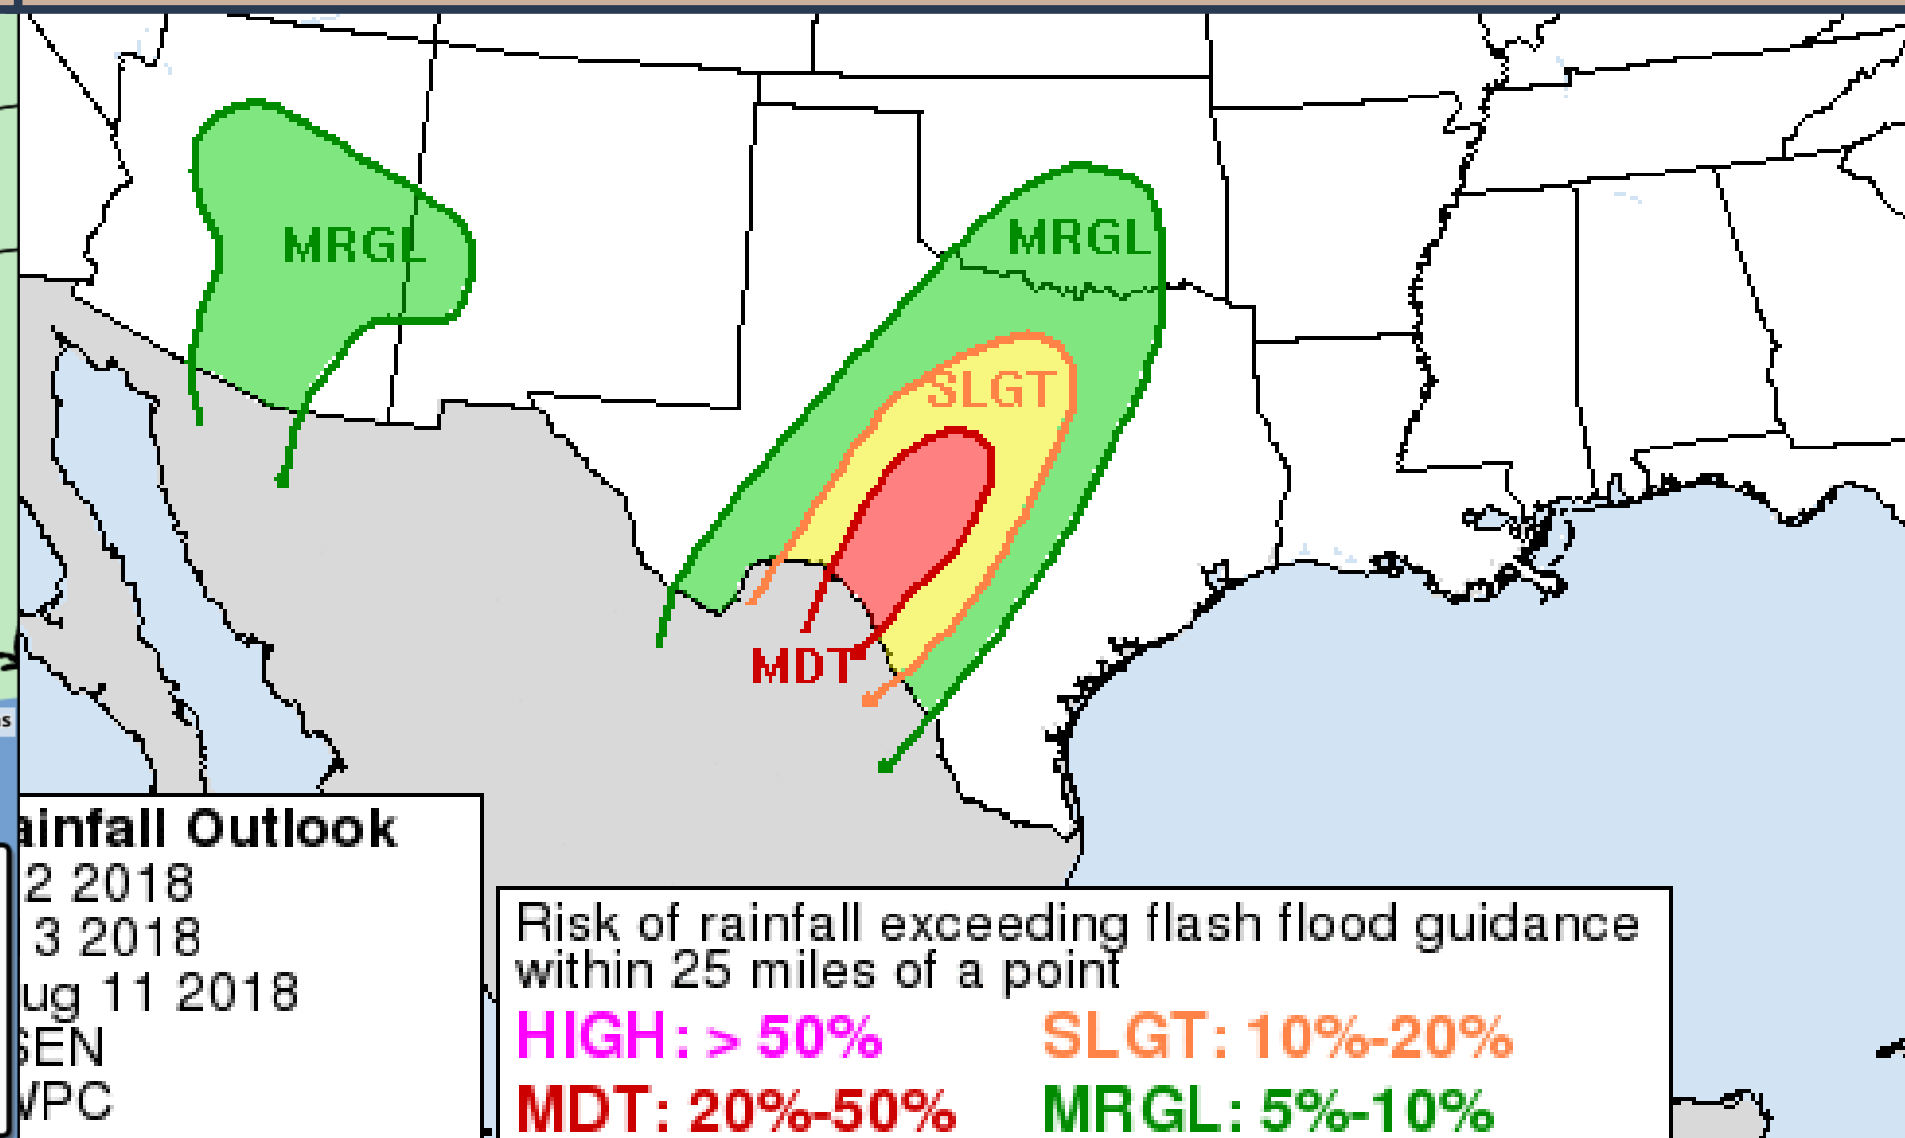 MRGL
MRGL
SLGT
MDT
s
ainfall Outlook
2 2018
3 2018
ug 11 2018
SEN
WPC
Risk of rainfall exceeding flash flood guidance
within 25 miles of a point
HIGH: > 50% SLGT: 10%-20%
MDT: 20%-50% MRGL: 5%-10%